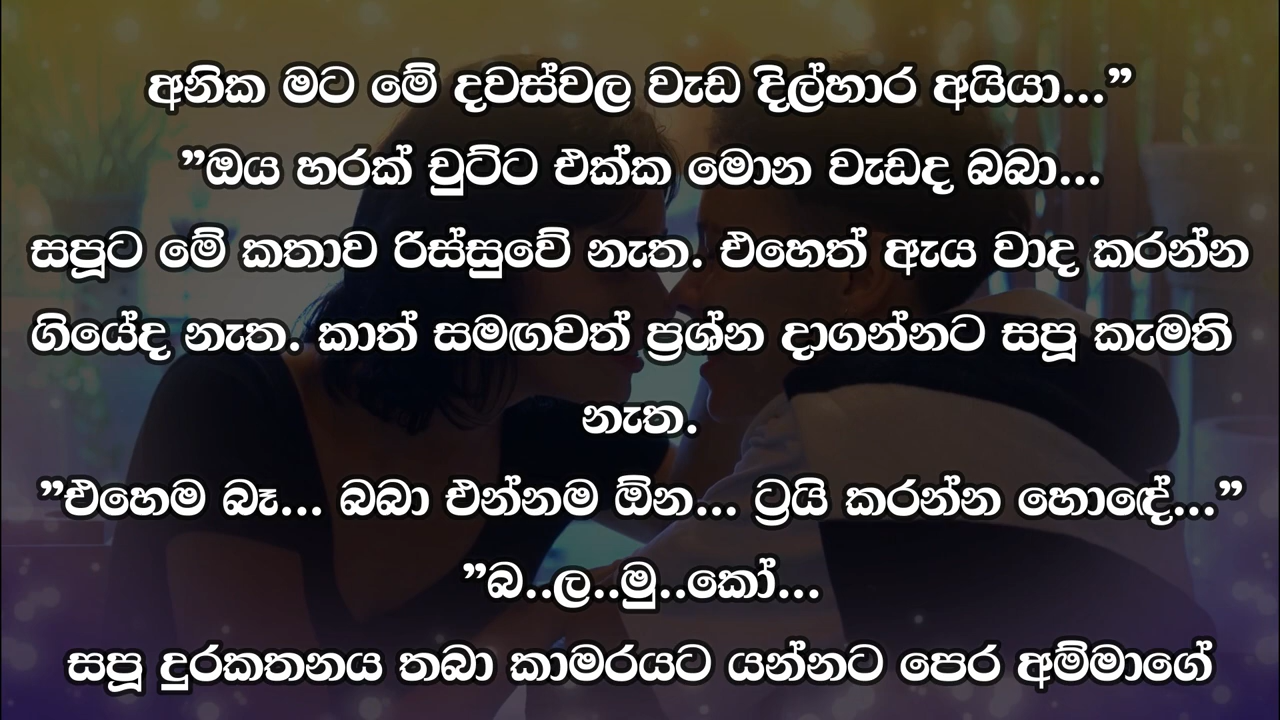 අනික මට මේ දවස්වල වැඩ දිල්හාර අයියා...”
”ඔය හරක් චුට්ට එක්ක මොන වැඩද බබා...
සපූට මේ කතාව රිස්සුවේ නැත. එහෙත් ඇය වාද කරන්න
ගියේද නැත. කාත් සමඟවත් ප්‍රශ්න දාගන්නට සපූ කැමති
නැත.
”එහෙම බෑ... බබා එන්නම ඕන... ට්‍රයි කරන්න හොඳේ...”
”බ..ල..මු..කෝ...
සපූ දුරකතනය තබා කාමරයට යන්නට පෙර අම්මාගේ